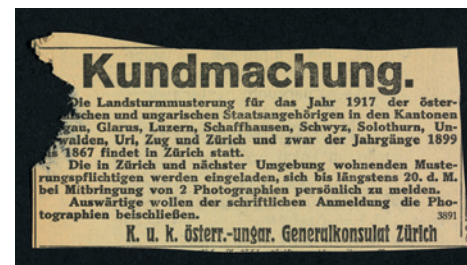 Kundmachung.
Die Landsturmmusterung für das Jahr 1917 der öster-
ischen und ungarischen Staatsangehörigen in den Kantonen
gau, Glarus, Luzern, Schaffhausen, Schwyz, Solothurn, Un-
walden, Uri, Zug und Zürich und zwar der Jahrgänge 1899
1867 findet in Zürich statt.
Die in Zürich und nächster Umgebung wohnenden Muste-
rungspflichtigen werden eingeladen, sich bis längstens 20. d. M.
bei Mitbringung von 2 Photographien persönlich zu melden.
Auswärtige wollen der schriftlichen Anmeldung die Pho-
tographien beischließen. 3891
K. u. k. österr.-ungar. Generalkonsulat Zürich